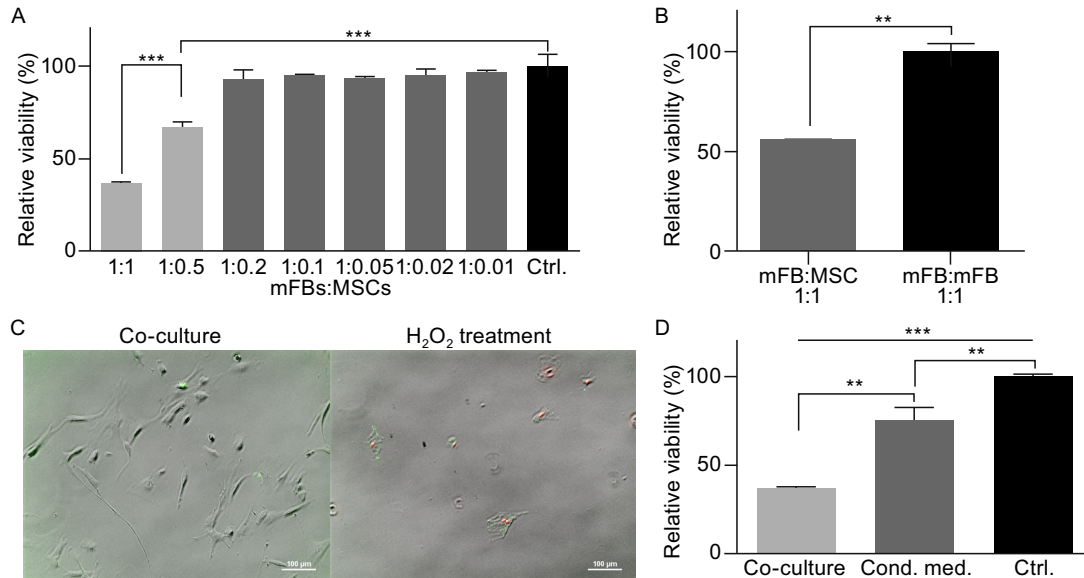 A
Relative viability (%)
100
50
0
***
***
1:1 1:0.5 1:0.2 1:0.1 1:0.05 1:0.02 1:0.01 Ctrl.
mFBs:MSCs
B
Relative viability (%)
100
50
0
**
mFB:MSC mFB:mFB
1:1 1:1
C
Co-culture
H₂O₂ treatment
100 µm
100 µm
D
Relative viability (%)
100
50
0
***
**
**
Co-culture Cond. med. Ctrl.